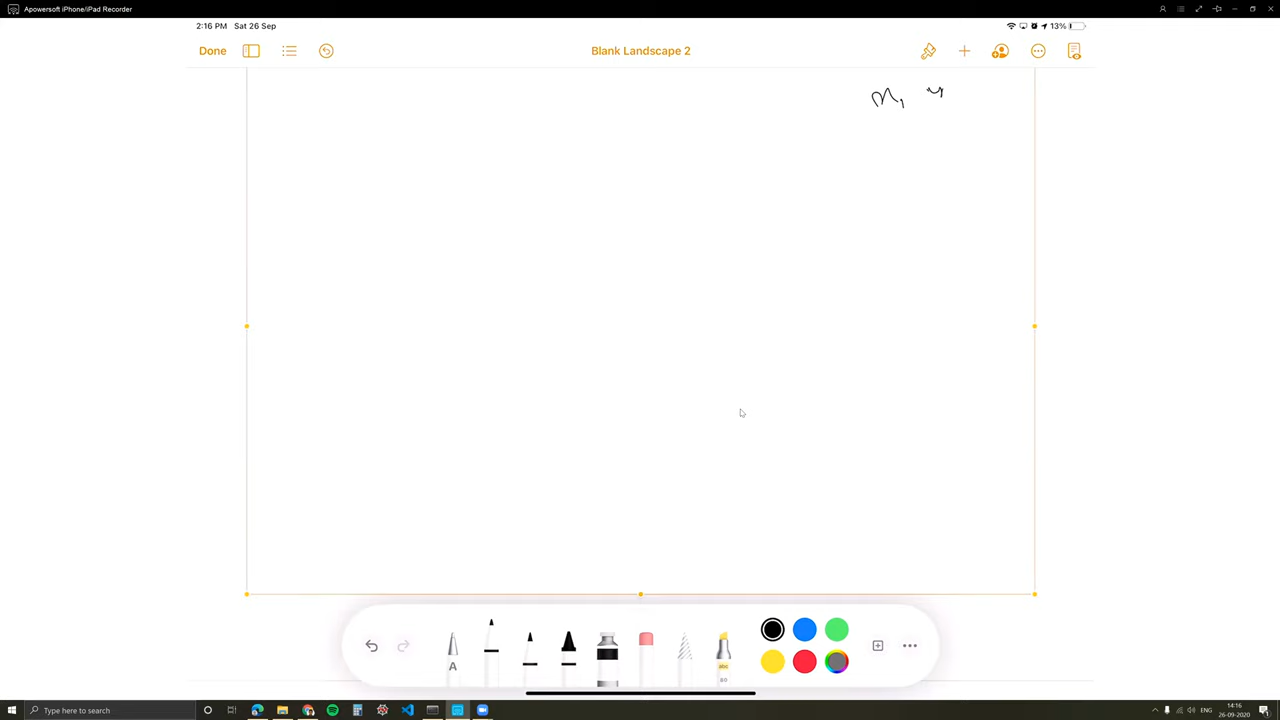 Apowersoft iPhone/iPad Recorder
2:16 PM Sat 26 Sep
13%
Done
Blank Landscape 2
A
80
Type here to search
ENG
14:16
26-09-2020